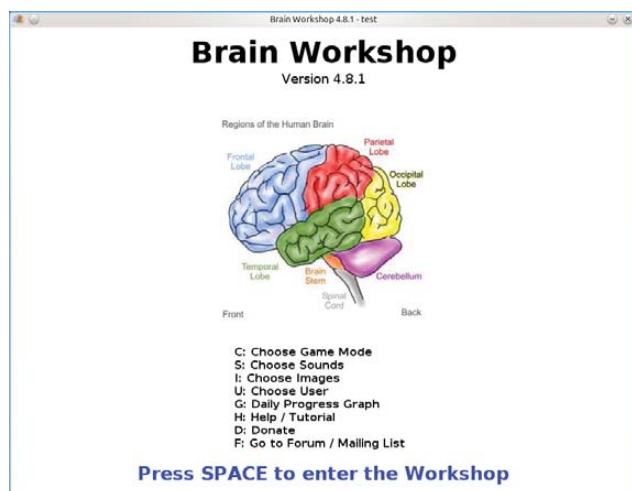 Brain Workshop 4.8.1 - test
Brain Workshop
Version 4.8.1
Regions of the Human Brain
Parietal
Lobe
Frontal
Lobe
Occipital
Lobe
Temporal
Lobe
Brain
Stem
Cerebellum
Spinal
Cord
Front
Back
C: Choose Game Mode
S: Choose Sounds
I: Choose Images
U: Choose User
G: Daily Progress Graph
H: Help / Tutorial
D: Donate
F: Go to Forum / Mailing List
Press SPACE to enter the Workshop